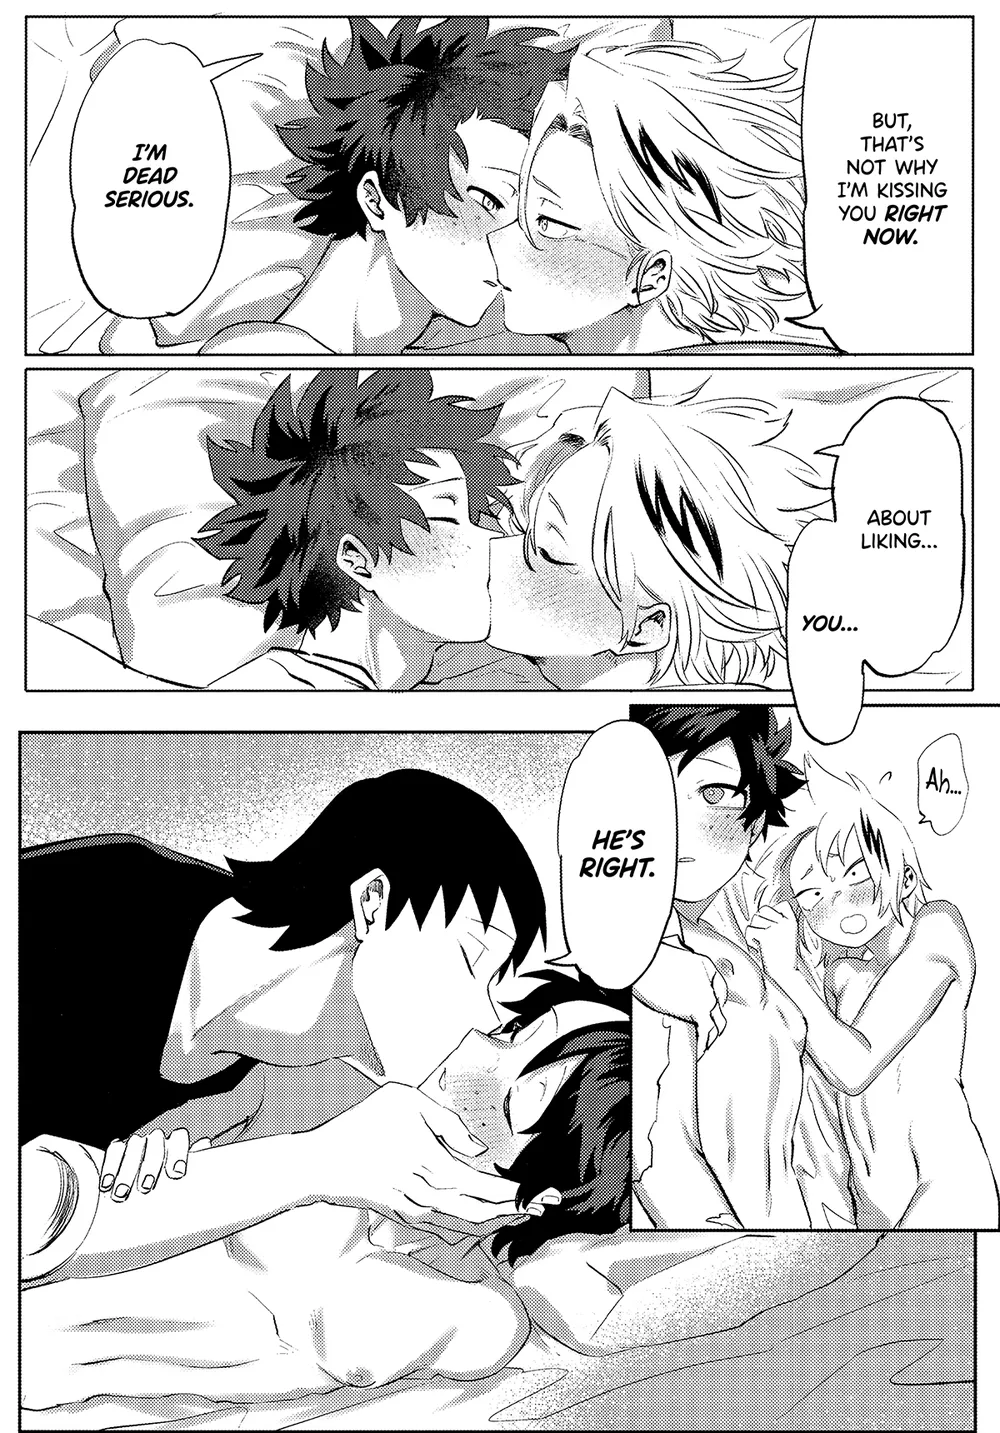 BUT,
THAT'S
NOT WHY
I'M KISSING
YOU RIGHT
NOW.
I'M
DEAD
SERIOUS.
ABOUT
LIKING...
YOU...
Ah...
HE'S
RIGHT.